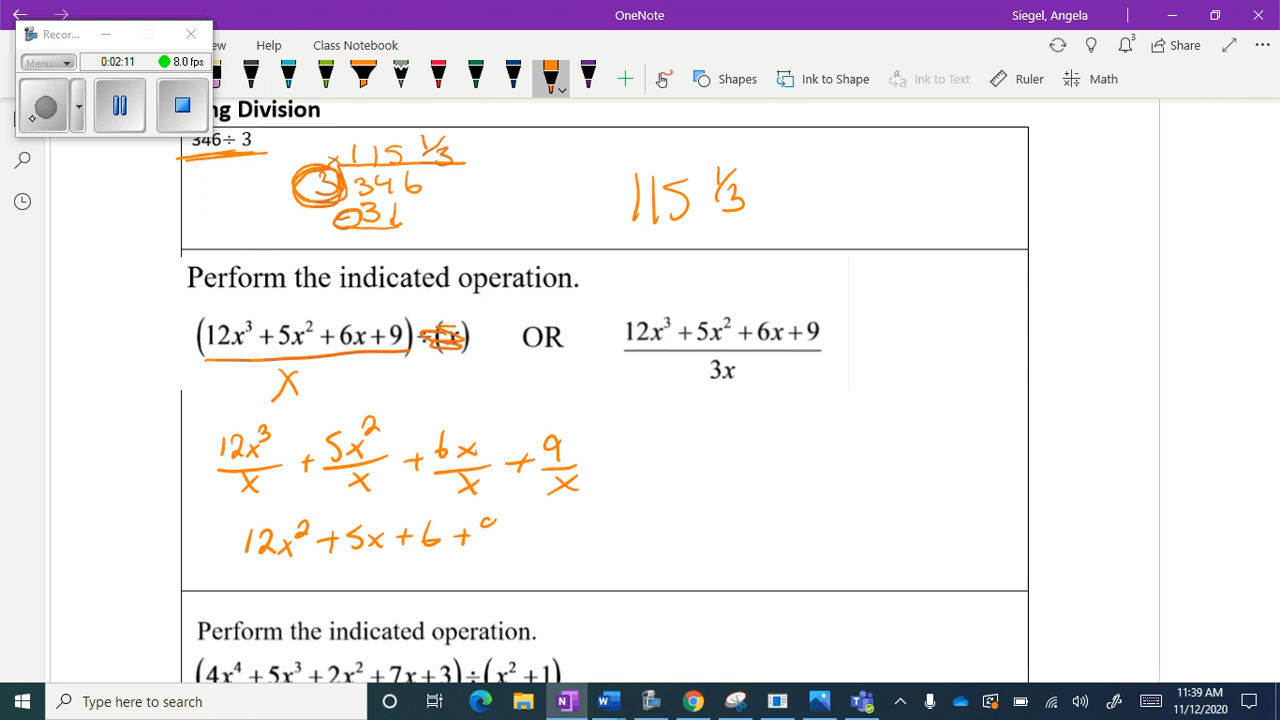 OneNote
Siegel, Angela
Recor...
ew Help Class Notebook
Share
Menu 0:02:11 8.0 fps
Shapes Ink to Shape Ink to Text Ruler Math
ng Division
346÷ 3
115 1/3
3 346
-3↓
115 1/3
Perform the indicated operation.
(12x³ + 5x² + 6x + 9) ÷ (x) OR 12x³ + 5x² + 6x + 9
x 3x
12x³/x + 5x²/x + 6x/x + 9/x
12x² + 5x + 6 +
Perform the indicated operation.
(4x⁴ + 5x³ + 2x² + 7x + 3) ÷ (x² + 1)
Type here to search
11:39 AM
11/12/2020